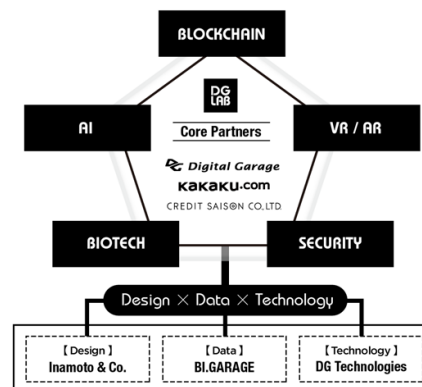 BLOCKCHAIN
DG
LAB
AI
Core Partners
VR / AR
Digital Garage
kakaku.com
CREDIT SAISON CO.,LTD.
BIOTECH
SECURITY
Design × Data × Technology
【Design】
Inamoto & Co.
【Data】
BI.GARAGE
【Technology】
DG Technologies